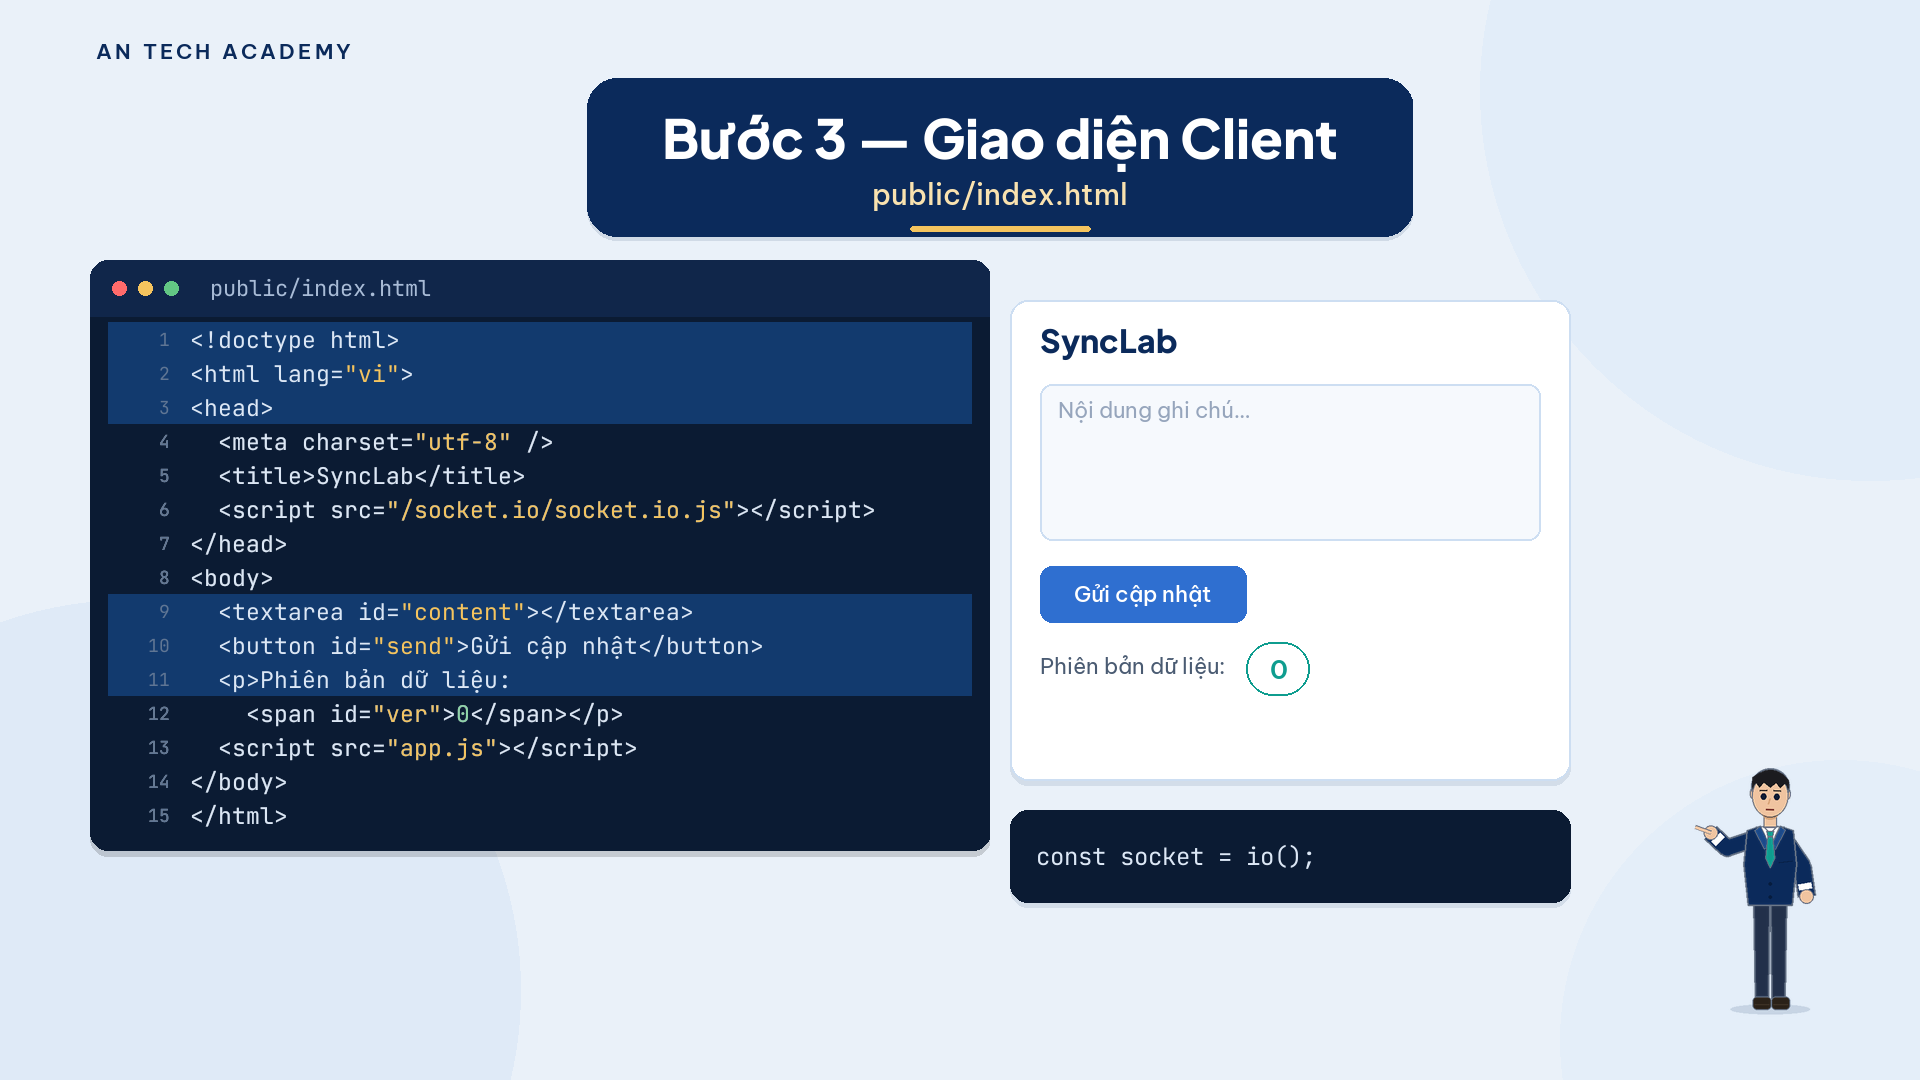 AN TECH ACADEMY
Bước 3 — Giao diện Client
public/index.html
public/index.html
1 <!doctype html>
2 <html lang="vi">
3 <head>
4   <meta charset="utf-8" />
5   <title>SyncLab</title>
6   <script src="/socket.io/socket.io.js"></script>
7 </head>
8 <body>
9   <textarea id="content"></textarea>
10   <button id="send">Gửi cập nhật</button>
11   <p>Phiên bản dữ liệu:
12     <span id="ver">0</span></p>
13   <script src="app.js"></script>
14 </body>
15 </html>
SyncLab
Nội dung ghi chú...
Gửi cập nhật
Phiên bản dữ liệu: 0
const socket = io();